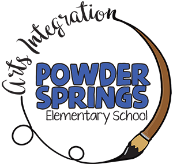 Arts Integration
POWDER
SPRINGS
Elementary School